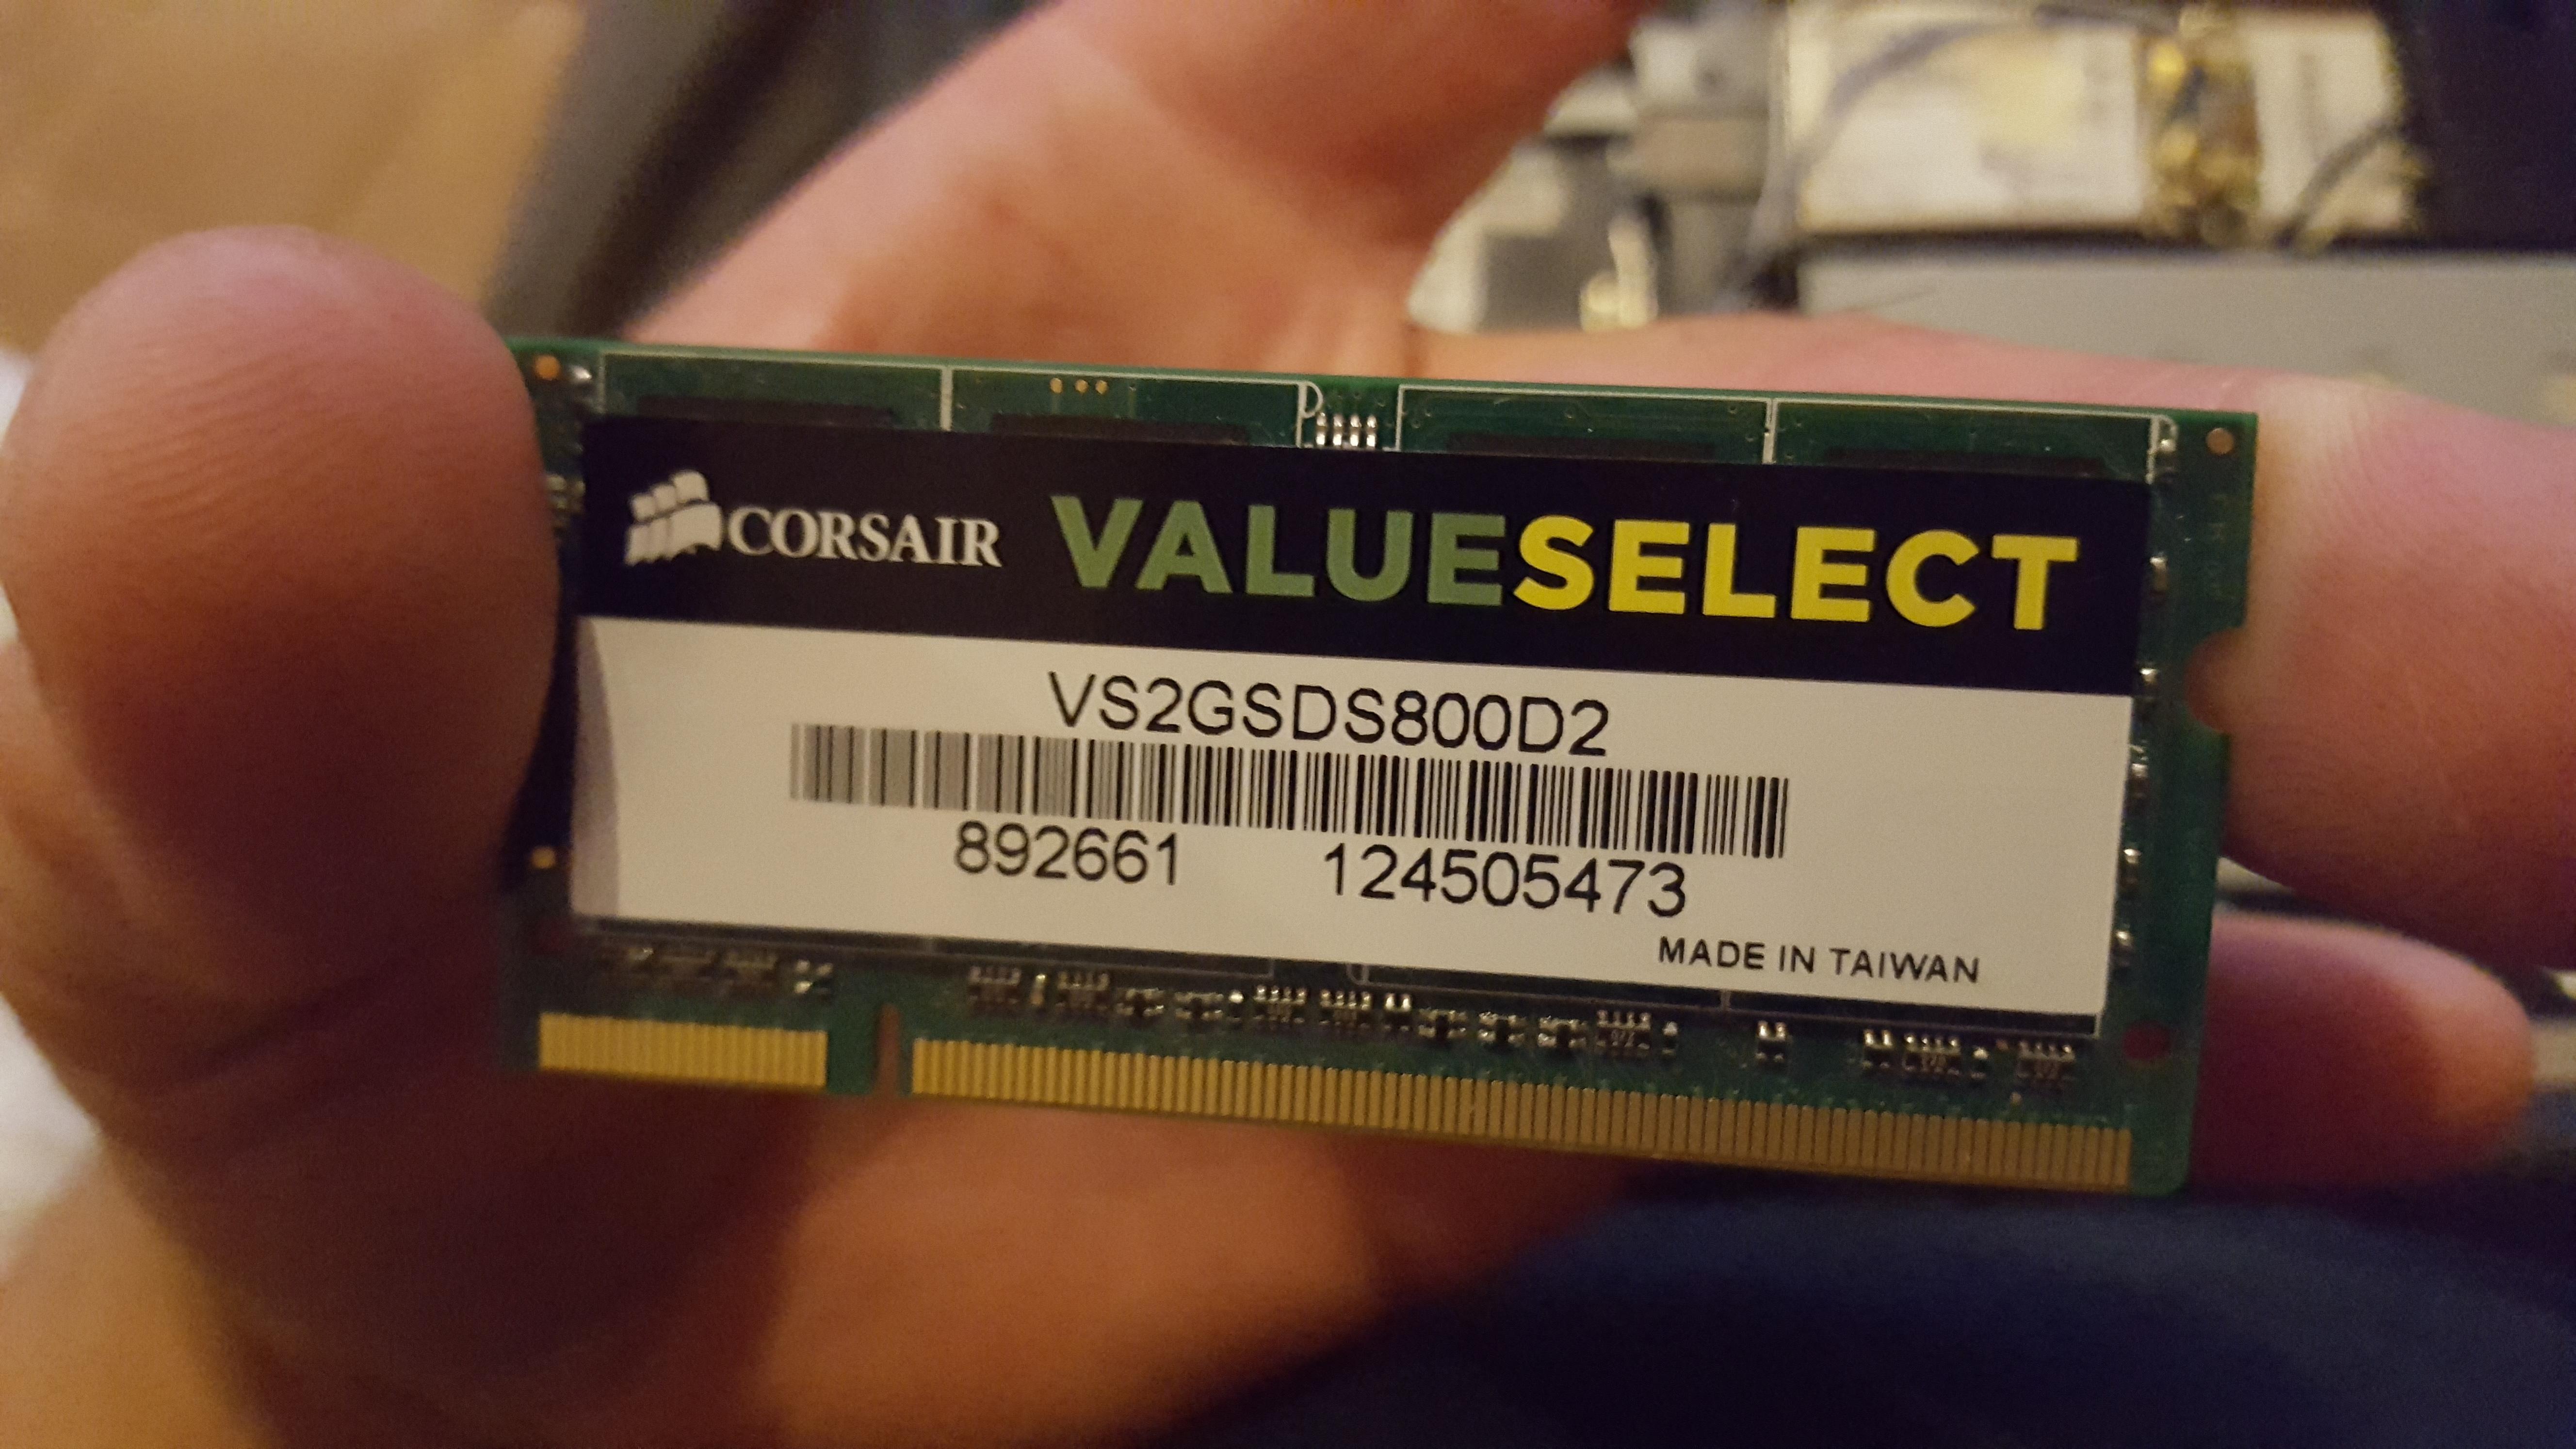 CORSAIR VALUESELECT
VS2GSDS800D2
892661 124505473
MADE IN TAIWAN